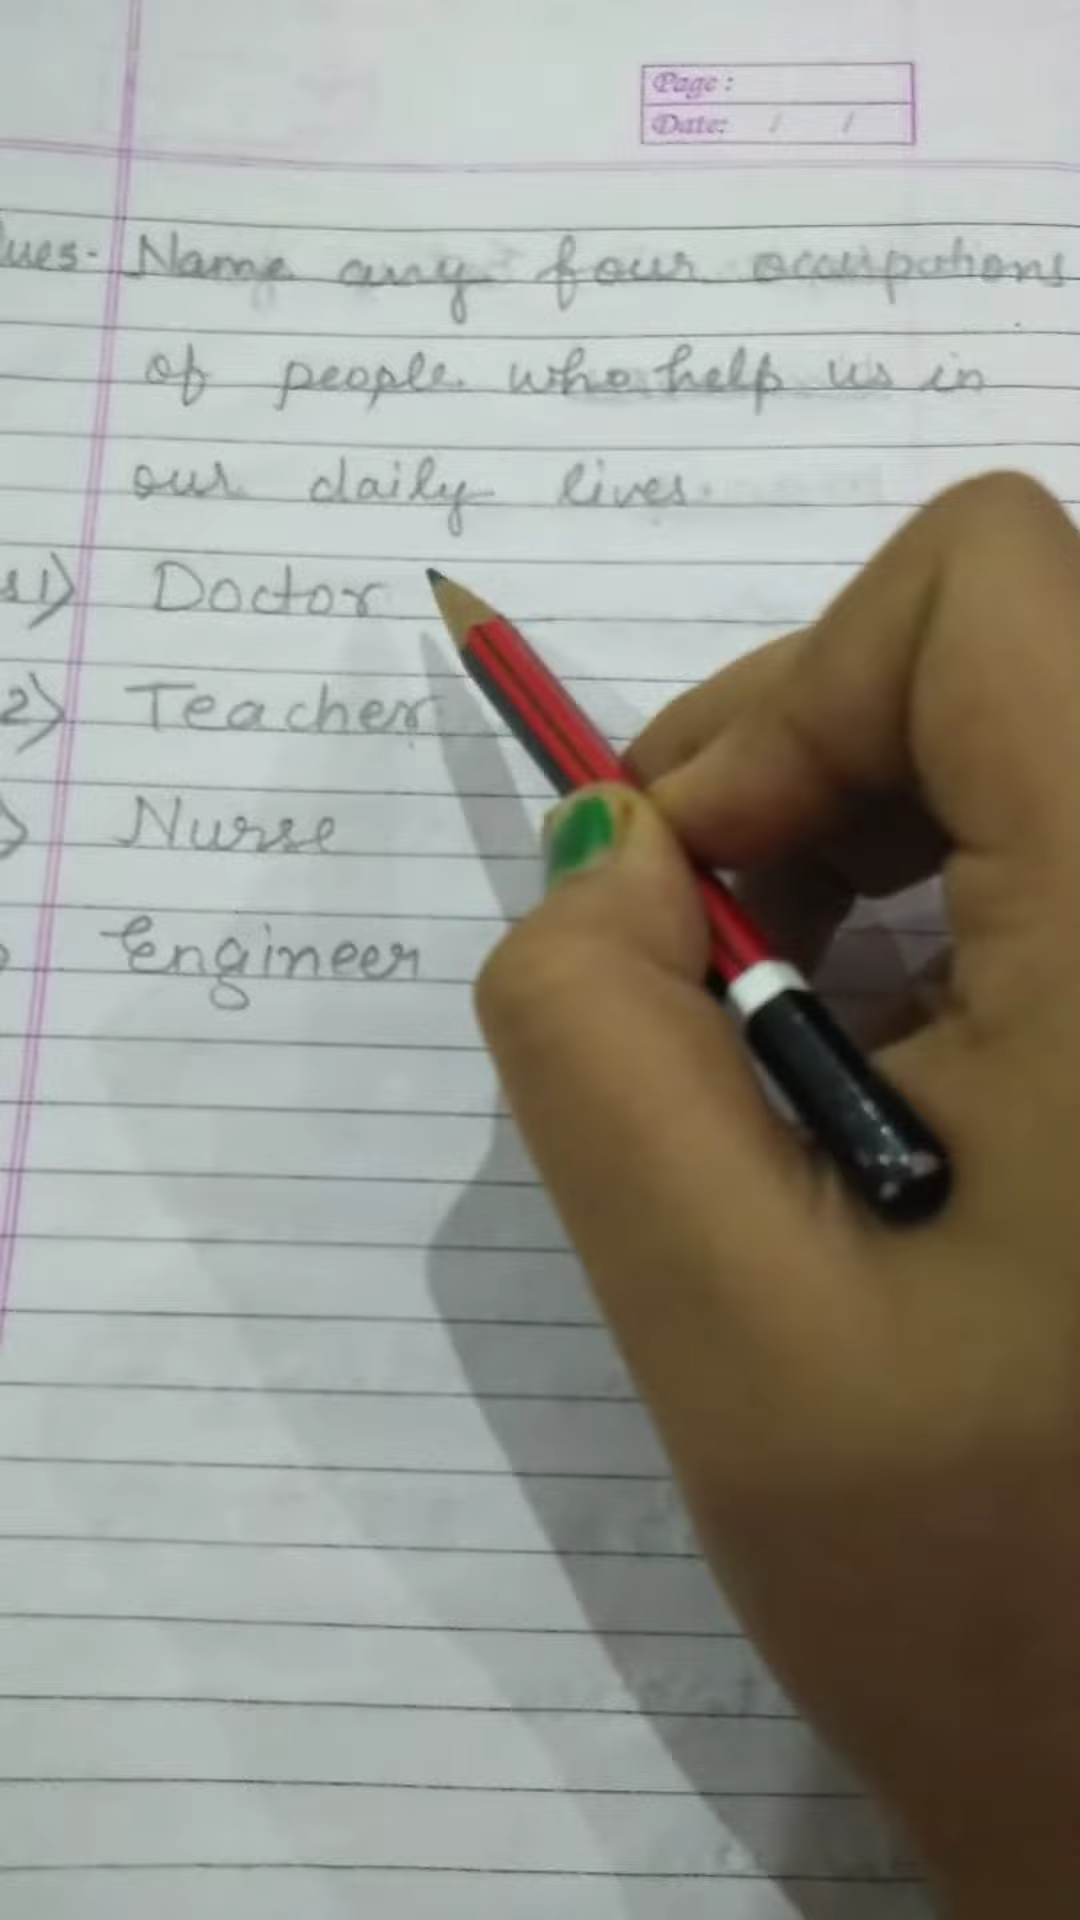 Page:
Date: / /
Ques. Name any four occupations
of people who help us in
our daily lives.
1) Doctor
2) Teacher
Nurse
Engineer